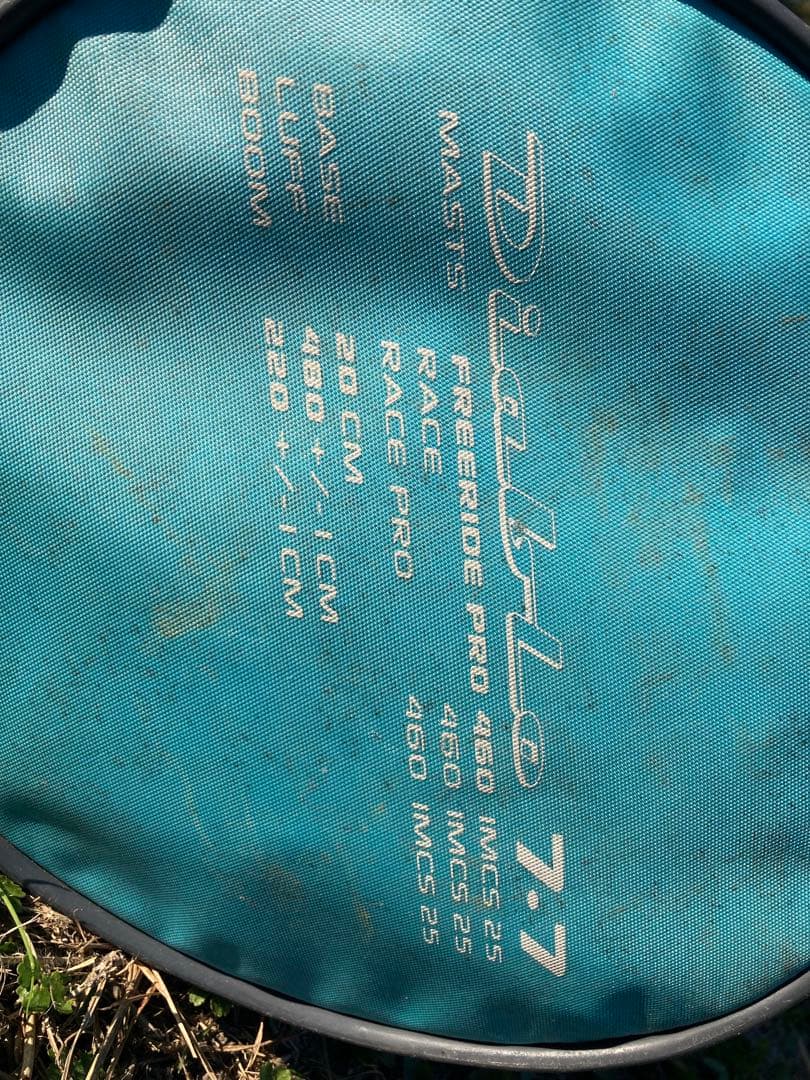 Diablo 7.7
MASTS FREERIDE PRO 460 IMCS 25
RACE 460 IMCS 25
RACE PRO 460 IMCS 25
BASE 20 CM
LUFF 480 +/- 1 CM
BOOM 220 +/- 1 CM